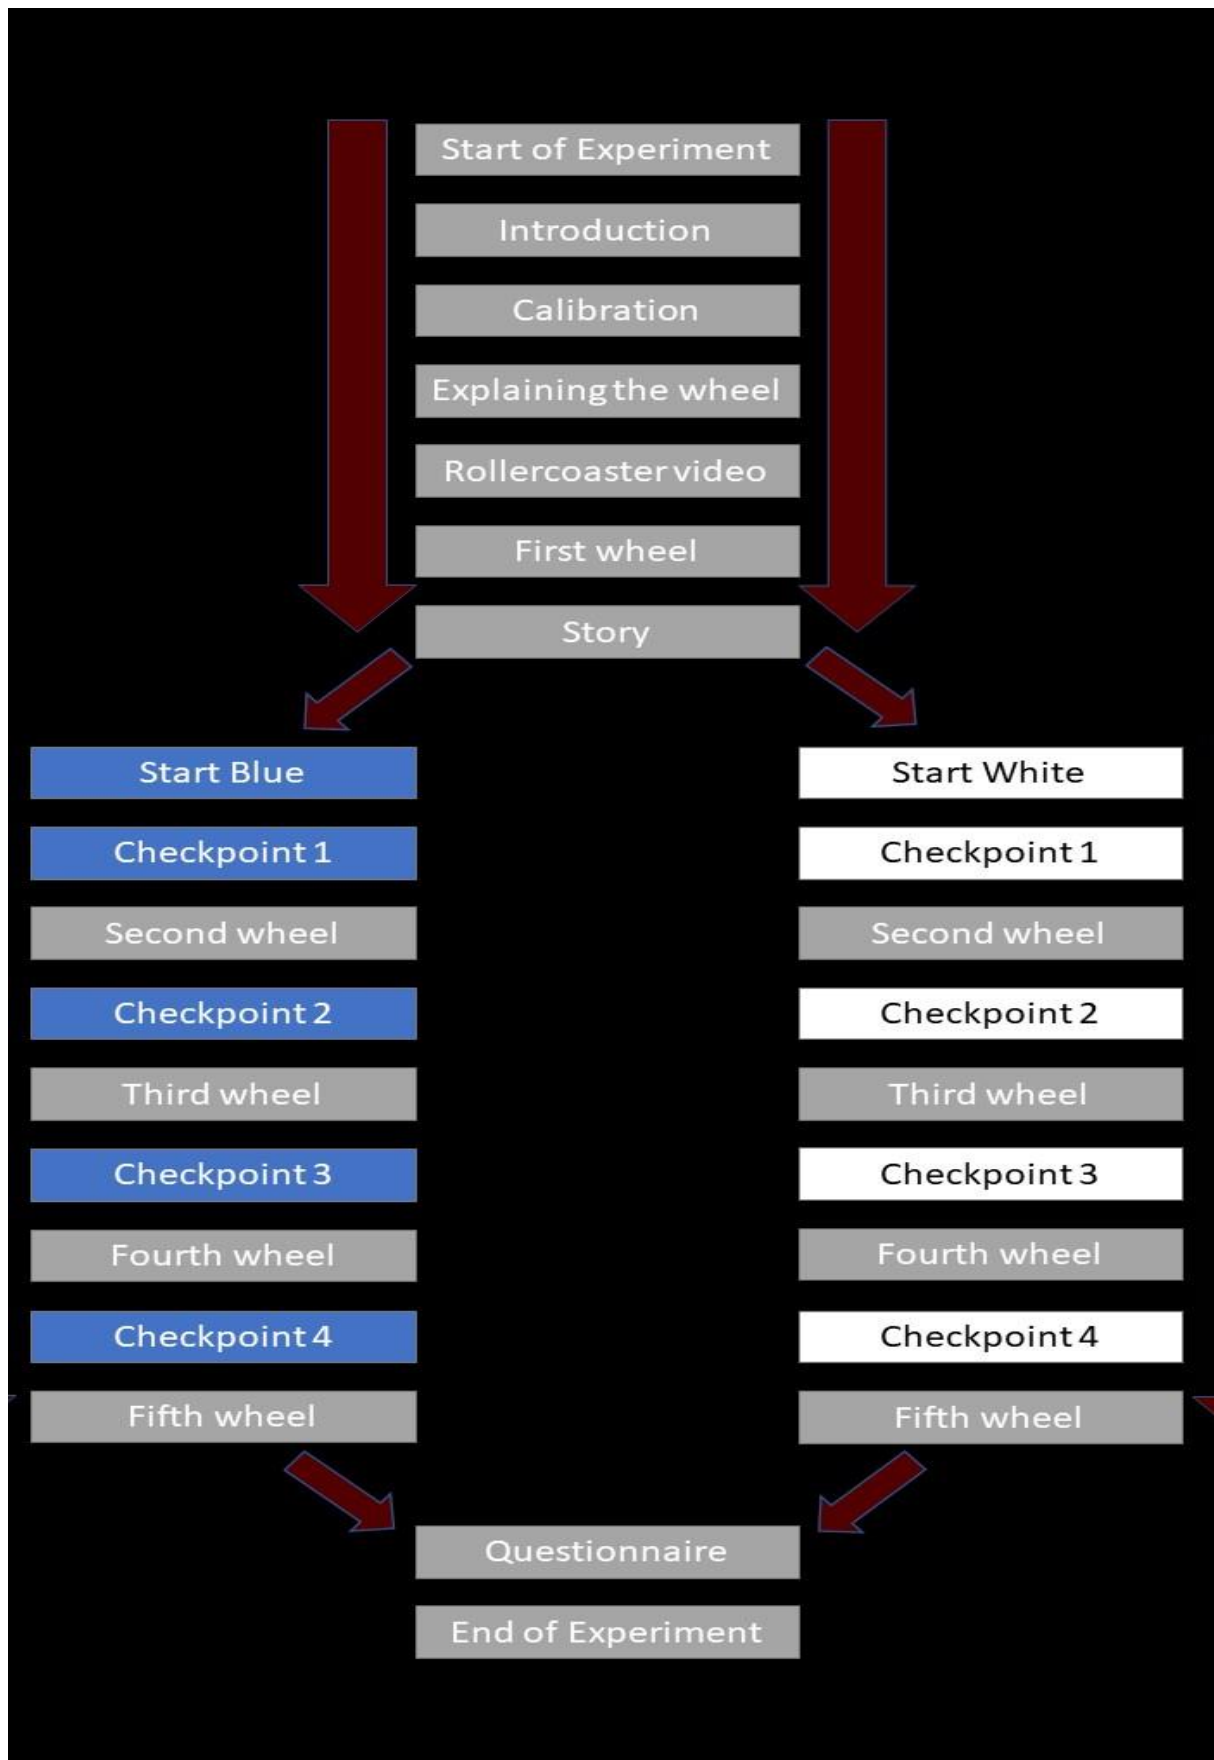 Start of Experiment
Introduction
Calibration
Explaining the wheel
Rollercoaster video
First wheel
Story
Start Blue
Checkpoint 1
Second wheel
Checkpoint 2
Third wheel
Checkpoint 3
Fourth wheel
Checkpoint 4
Fifth wheel
Start White
Checkpoint 1
Second wheel
Checkpoint 2
Third wheel
Checkpoint 3
Fourth wheel
Checkpoint 4
Fifth wheel
Questionnaire
End of Experiment